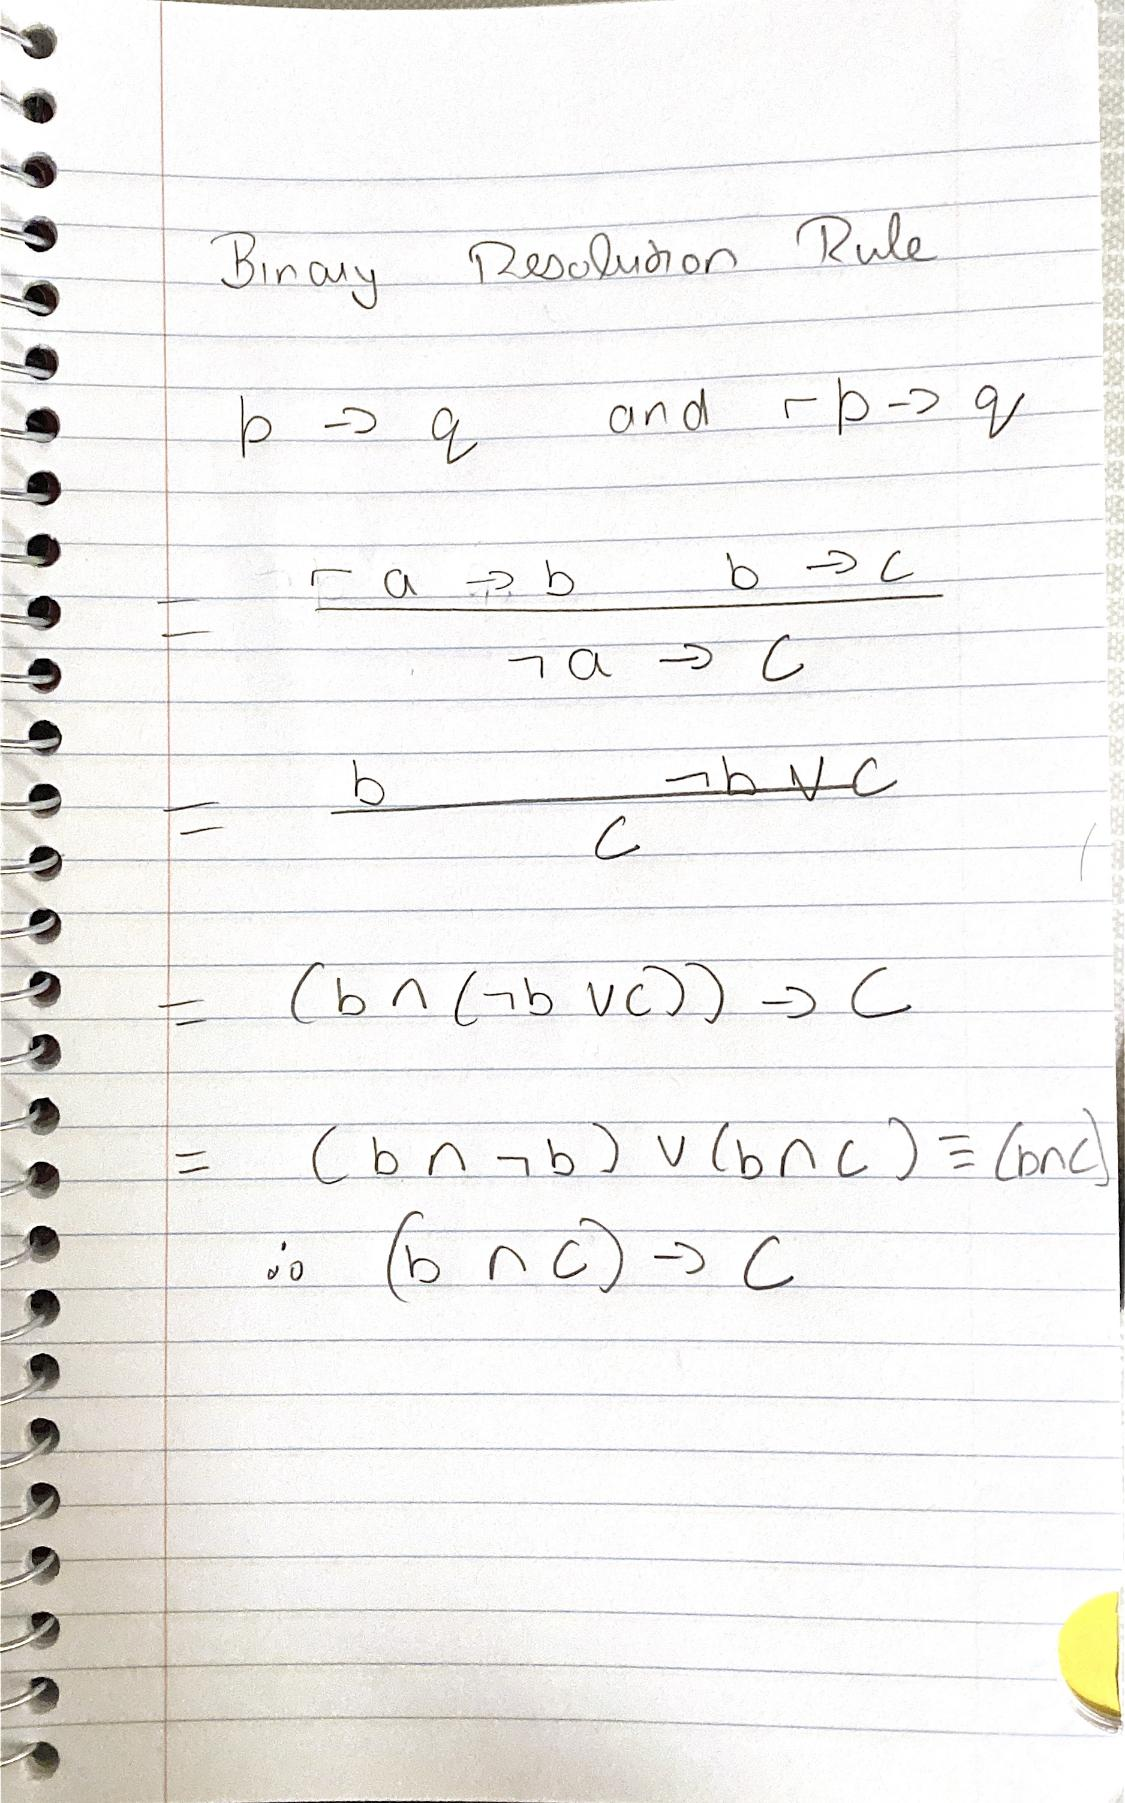 Binary Resolution Rule
p → q and ¬p → q
= ¬a → b b → c
¬a → c
= b ¬b ∨ c
c
= (b ∧ (¬b ∨ c)) → c
= (b ∧ ¬b) ∨ (b ∧ c) ≡ (b ∧ c)
∴ (b ∧ c) → c